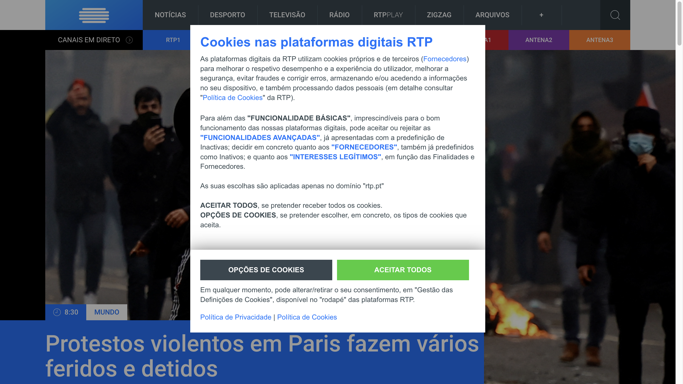 NOTÍCIAS DESPORTO TELEVISÃO RÁDIO RTPPLAY ZIGZAG ARQUIVOS +
CANAIS EM DIRETO RTP1 ANTENA2 ANTENA3
Cookies nas plataformas digitais RTP
As plataformas digitais da RTP utilizam cookies próprios e de terceiros (Fornecedores)
para melhorar o respetivo desempenho e a experiência do utilizador, melhorar a
segurança, evitar fraudes e corrigir erros, armazenando e/ou acedendo a informações
no seu dispositivo, e também processando dados pessoais (em detalhe consultar
"Política de Cookies" da RTP).
Para além das "FUNCIONALIDADE BÁSICAS", imprescindíveis para o bom
funcionamento das nossas plataformas digitais, pode aceitar ou rejeitar as
"FUNCIONALIDADES AVANÇADAS", já apresentadas com a predefinição de
Inactivas; decidir em concreto quanto aos "FORNECEDORES", também já predefinidos
como Inativos; e quanto aos "INTERESSES LEGÍTIMOS", em função das Finalidades e
Fornecedores.
As suas escolhas são aplicadas apenas no domínio "rtp.pt"
ACEITAR TODOS, se pretender receber todos os cookies.
OPÇÕES DE COOKIES, se pretender escolher, em concreto, os tipos de cookies que
aceita.
OPÇÕES DE COOKIES ACEITAR TODOS
Em qualquer momento, pode alterar/retirar o seu consentimento, em "Gestão das
Definições de Cookies", disponível no "rodapé" das plataformas RTP.
Política de Privacidade | Política de Cookies
8:30 MUNDO
Protestos violentos em Paris fazem vários
feridos e detidos